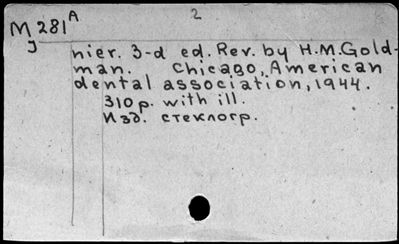 2
M 281 A
J
nier. 3-d ed. Rev. by H.M. Gold-
man. Chicago, American
dental association, 1944.
310 p. with ill.
Изд. стеклогр.